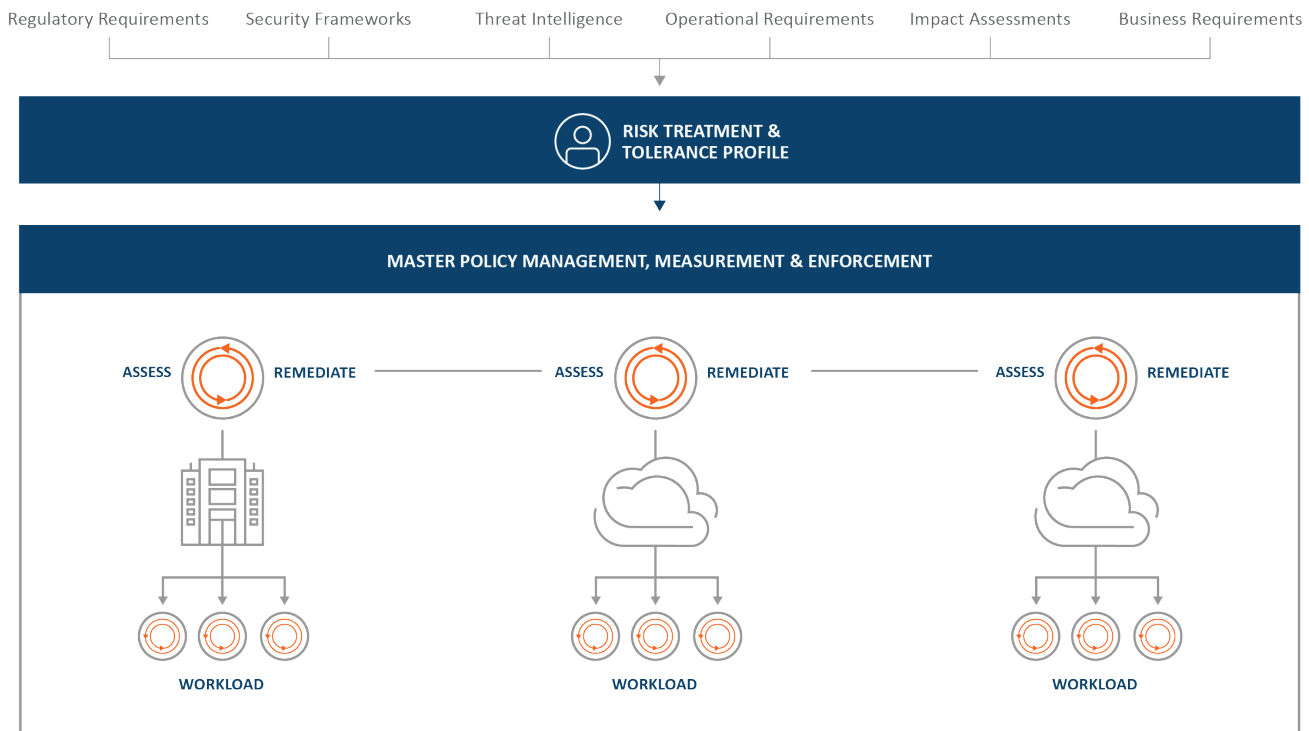 Regulatory Requirements
Security Frameworks
Threat Intelligence
Operational Requirements
Impact Assessments
Business Requirements
RISK TREATMENT &
TOLERANCE PROFILE
MASTER POLICY MANAGEMENT, MEASUREMENT & ENFORCEMENT
ASSESS
REMEDIATE
ASSESS
REMEDIATE
ASSESS
REMEDIATE
WORKLOAD
WORKLOAD
WORKLOAD